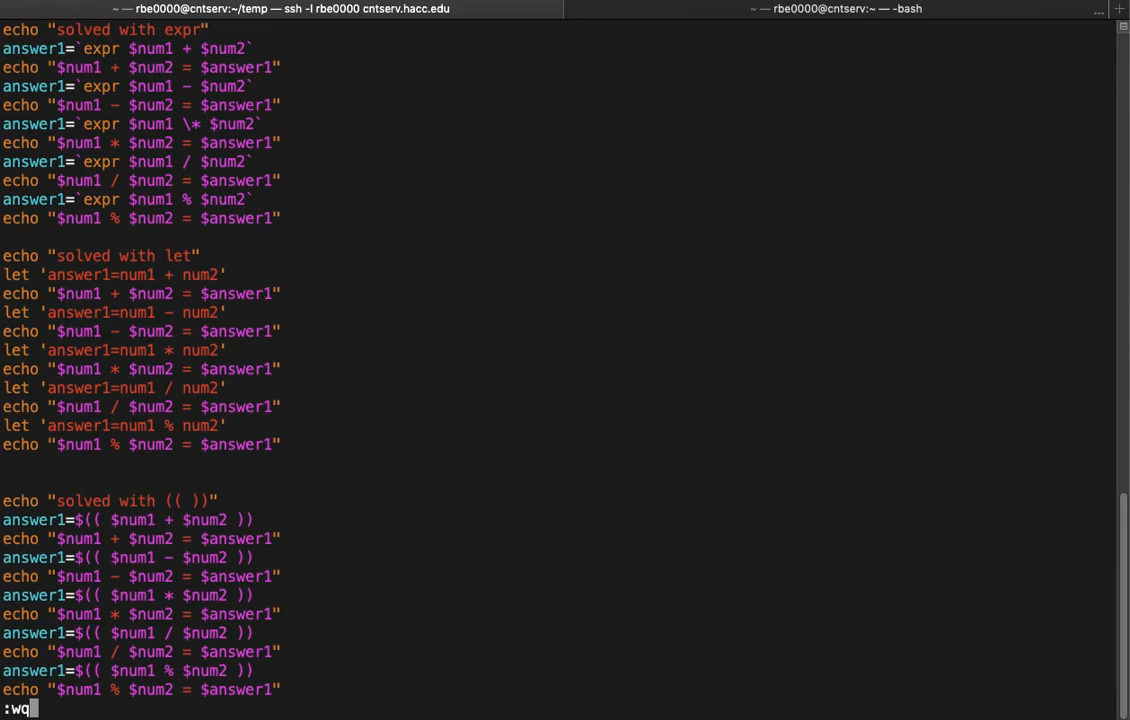 ~ — rbe0000@cntserv:~/temp — ssh -l rbe0000 cntserv.hacc.edu
... ~ — rbe0000@cntserv:~ — -bash
echo "solved with expr"
answer1=`expr $num1 + $num2`
echo "$num1 + $num2 = $answer1"
answer1=`expr $num1 - $num2`
echo "$num1 - $num2 = $answer1"
answer1=`expr $num1 \* $num2`
echo "$num1 * $num2 = $answer1"
answer1=`expr $num1 / $num2`
echo "$num1 / $num2 = $answer1"
answer1=`expr $num1 % $num2`
echo "$num1 % $num2 = $answer1"
echo "solved with let"
let 'answer1=num1 + num2'
echo "$num1 + $num2 = $answer1"
let 'answer1=num1 - num2'
echo "$num1 - $num2 = $answer1"
let 'answer1=num1 * num2'
echo "$num1 * $num2 = $answer1"
let 'answer1=num1 / num2'
echo "$num1 / $num2 = $answer1"
let 'answer1=num1 % num2'
echo "$num1 % $num2 = $answer1"
echo "solved with (( ))"
answer1=$(( $num1 + $num2 ))
echo "$num1 + $num2 = $answer1"
answer1=$(( $num1 - $num2 ))
echo "$num1 - $num2 = $answer1"
answer1=$(( $num1 * $num2 ))
echo "$num1 * $num2 = $answer1"
answer1=$(( $num1 / $num2 ))
echo "$num1 / $num2 = $answer1"
answer1=$(( $num1 % $num2 ))
echo "$num1 % $num2 = $answer1"
:wq